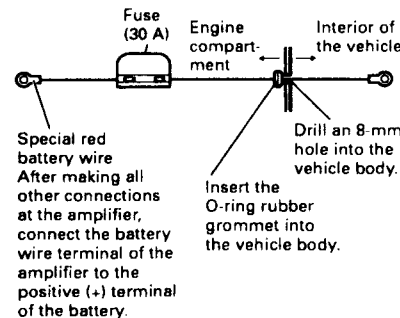 Fuse
(30 A)
Engine
compart-
ment
Interior of
the vehicle
Special red
battery wire
After making all
other connections
at the amplifier,
connect the battery
wire terminal of the
amplifier to the
positive (+) terminal
of the battery.
Insert the
O-ring rubber
grommet into
the vehicle body.
Drill an 8-mm
hole into the
vehicle body.